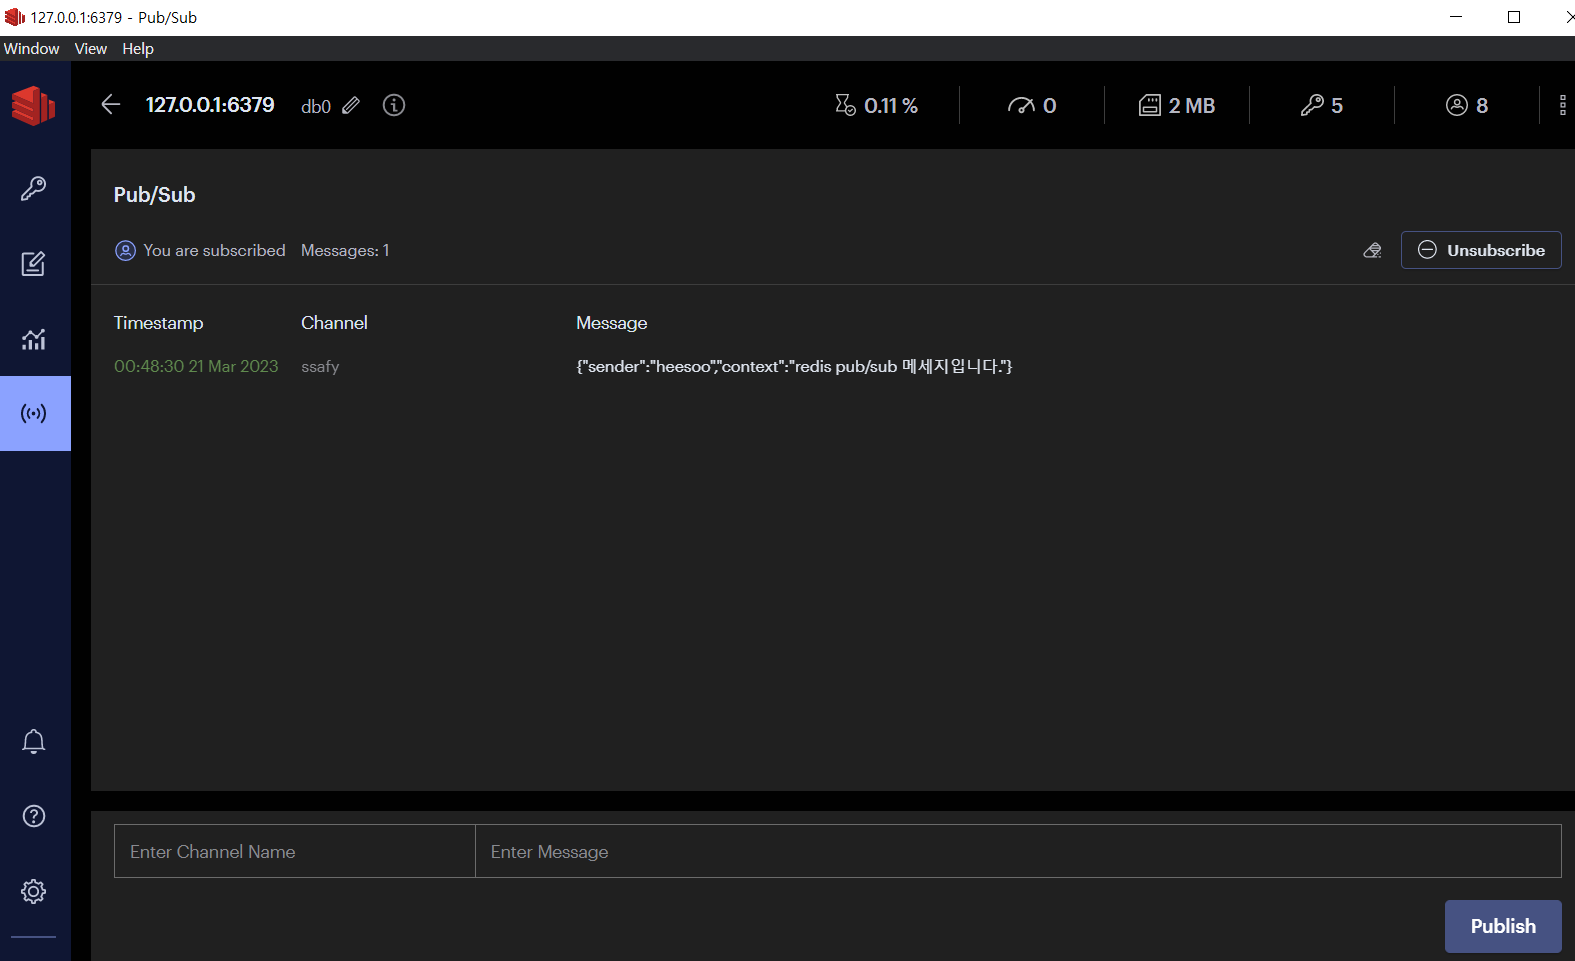 127.0.0.1:6379 - Pub/Sub
Window View Help
127.0.0.1:6379 db0 0.11 % 0 2 MB 5 8
Pub/Sub
You are subscribed Messages: 1 Unsubscribe
Timestamp Channel Message
00:48:30 21 Mar 2023 ssafy {"sender":"heesoo","context":"redis pub/sub 메세지입니다."}
Enter Channel Name Enter Message
Publish